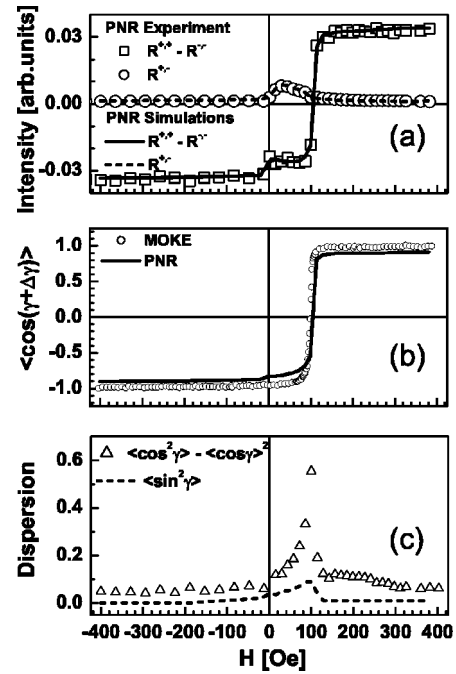 Intensity [arb.units]
0.03
0.00
-0.03
PNR Experiment
R⁺,⁺ - R⁻,⁻
R⁺,⁻
PNR Simulations
R⁺,⁺ - R⁻,⁻
R⁺,⁻
(a)
<cos(γ+Δγ)>
1.0
0.5
0.0
-0.5
-1.0
MOKE
PNR
(b)
Dispersion
0.6
0.4
0.2
0.0
<cos²γ> - <cosγ>²
<sin²γ>
(c)
-400 -300 -200 -100 0 100 200 300 400
H [Oe]